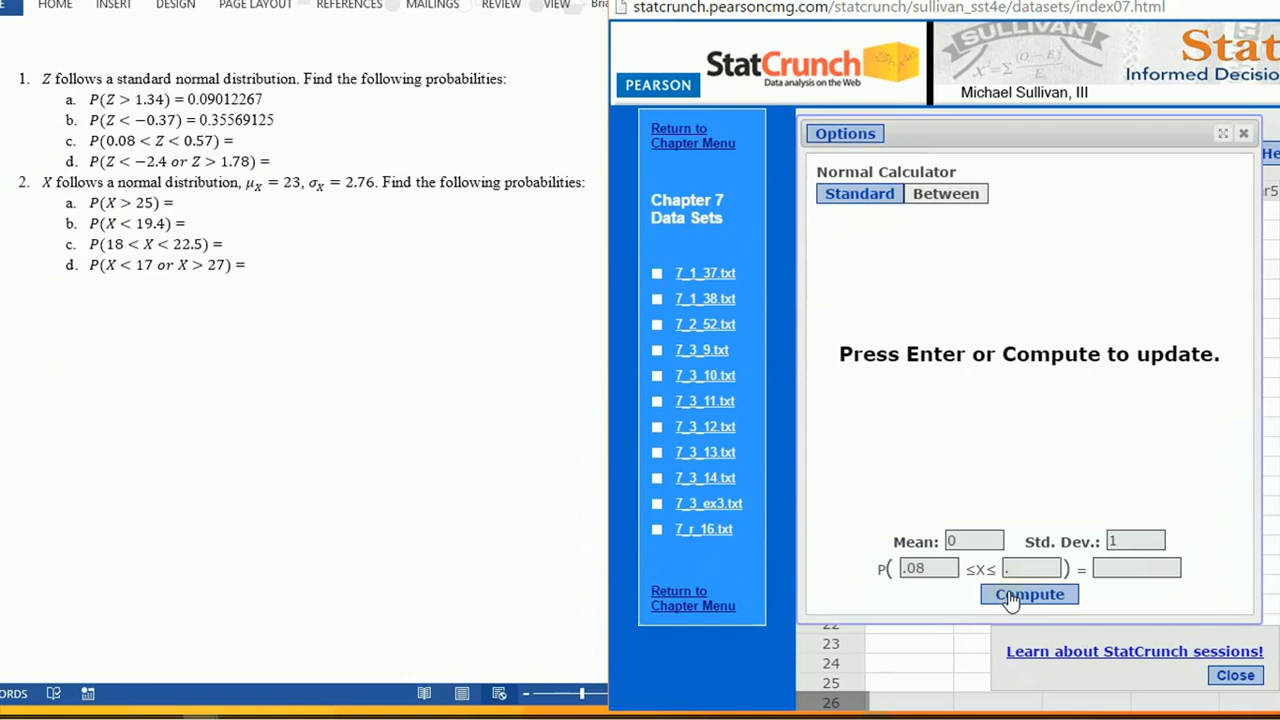 HOME INSERT DESIGN PAGE LAYOUT REFERENCES MAILINGS REVIEW VIEW
1. Z follows a standard normal distribution. Find the following probabilities:
a. P(Z > 1.34) = 0.09012267
b. P(Z < −0.37) = 0.35569125
c. P(0.08 < Z < 0.57) =
d. P(Z < −2.4 or Z > 1.78) =
2. X follows a normal distribution, μx = 23, σx = 2.76. Find the following probabilities:
a. P(X > 25) =
b. P(X < 19.4) =
c. P(18 < X < 22.5) =
d. P(X < 17 or X > 27) =
statcrunch.pearsoncmg.com/statcrunch/sullivan_sst4e/datasets/index07.html
PEARSON
StatCrunch
Data analysis on the Web
SULLIVAN
Stat
Informed Decisio
Michael Sullivan, III
Return to
Chapter Menu
Chapter 7
Data Sets
7_1_37.txt
7_1_38.txt
7_2_52.txt
7_3_9.txt
7_3_10.txt
7_3_11.txt
7_3_12.txt
7_3_13.txt
7_3_14.txt
7_3_ex3.txt
7_r_16.txt
Return to
Chapter Menu
Options
He
r5
Normal Calculator
Standard Between
Press Enter or Compute to update.
Mean: 0 Std. Dev.: 1
P( .08 ≤X≤ . ) =
Compute
22
23
24
25
26
Learn about StatCrunch sessions!
Close
ORDS